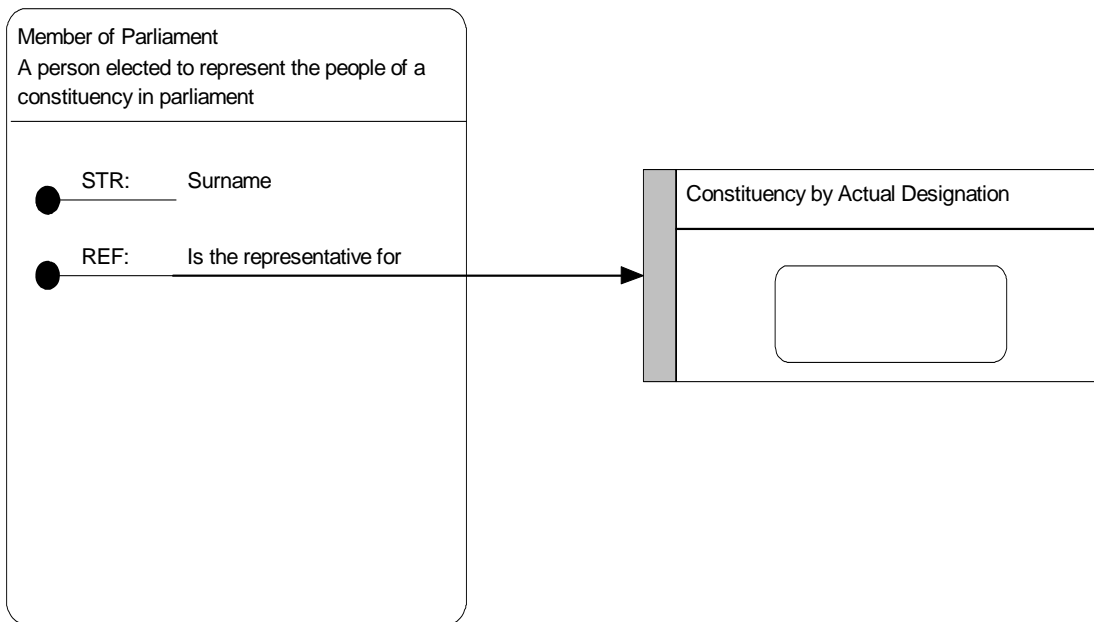 Member of Parliament
A person elected to represent the people of a
constituency in parliament
STR: Surname
REF: Is the representative for
Constituency by Actual Designation